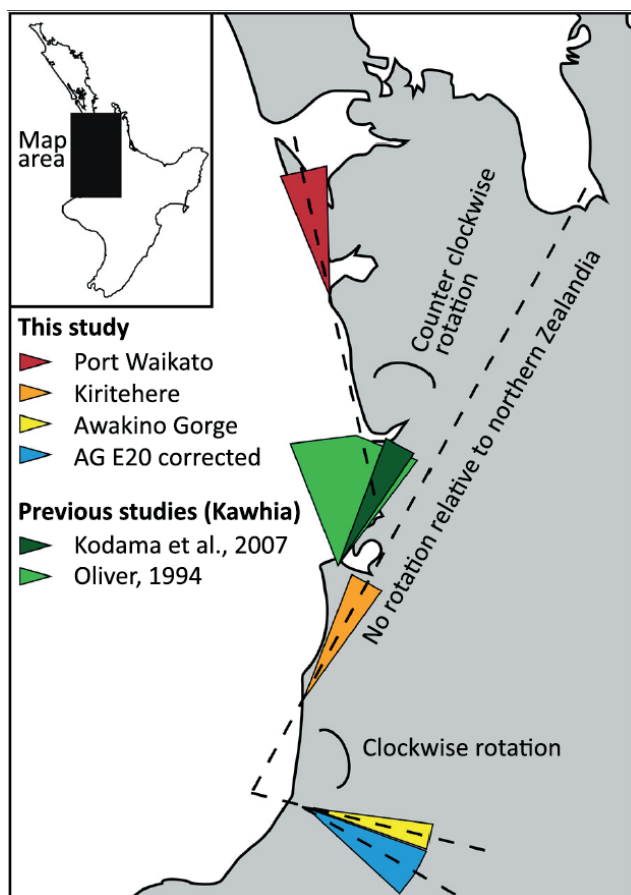 Map
area
This study
Port Waikato
Kiritehere
Awakino Gorge
AG E20 corrected
Previous studies (Kawhia)
Kodama et al., 2007
Oliver, 1994
Counter clockwise
rotation
No rotation relative to northern Zealandia
Clockwise rotation